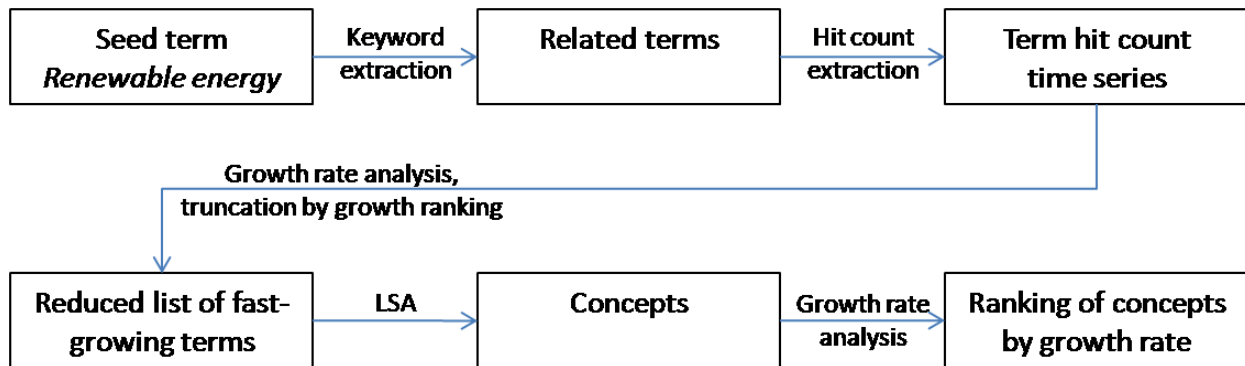 Seed term
Renewable energy
Keyword
extraction
Related terms
Hit count
extraction
Term hit count
time series
Growth rate analysis,
truncation by growth ranking
Reduced list of fast-
growing terms
LSA
Concepts
Growth rate
analysis
Ranking of concepts
by growth rate